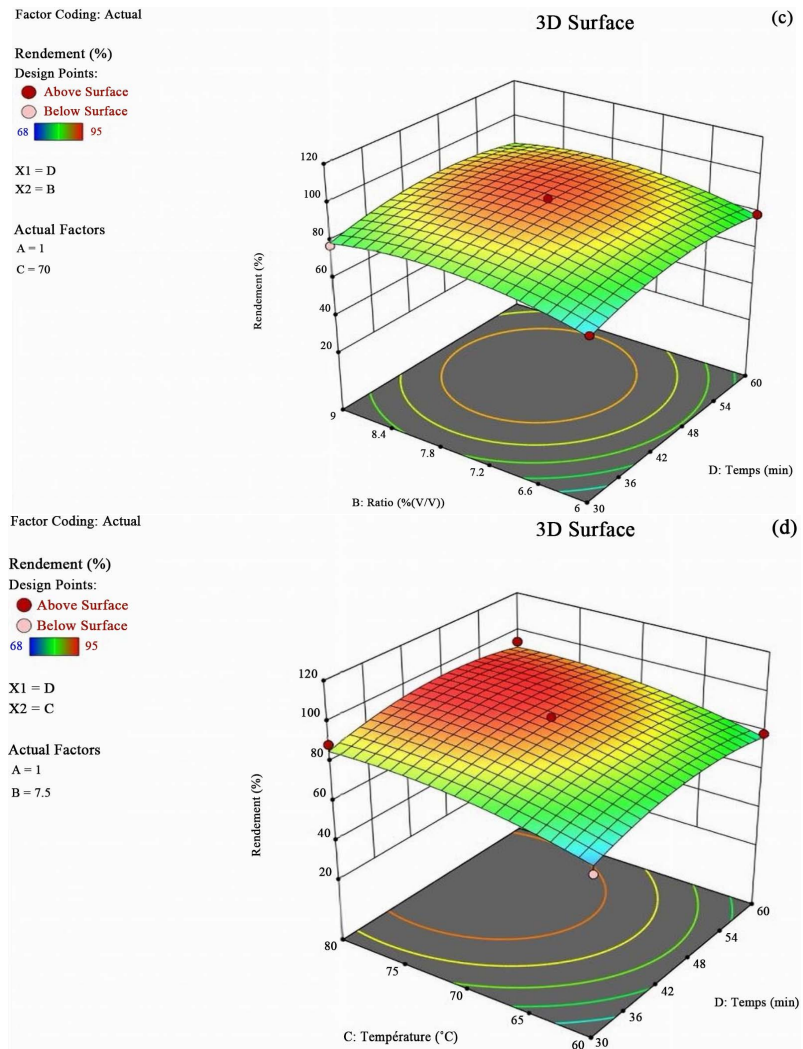 Factor Coding: Actual
(c)
3D Surface
Rendement (%)
Design Points:
Above Surface
Below Surface
68 95
X1 = D
X2 = B
Actual Factors
A = 1
C = 70
120
100
80
60
40
20
Rendement (%)
9
8.4
7.8
7.2
6.6
6
30
36
42
48
54
60
B: Ratio (%(V/V))
D: Temps (min)
Factor Coding: Actual
(d)
3D Surface
Rendement (%)
Design Points:
Above Surface
Below Surface
68 95
X1 = D
X2 = C
Actual Factors
A = 1
B = 7.5
120
100
80
60
40
20
Rendement (%)
80
75
70
65
60
30
36
42
48
54
60
C: Température (°C)
D: Temps (min)